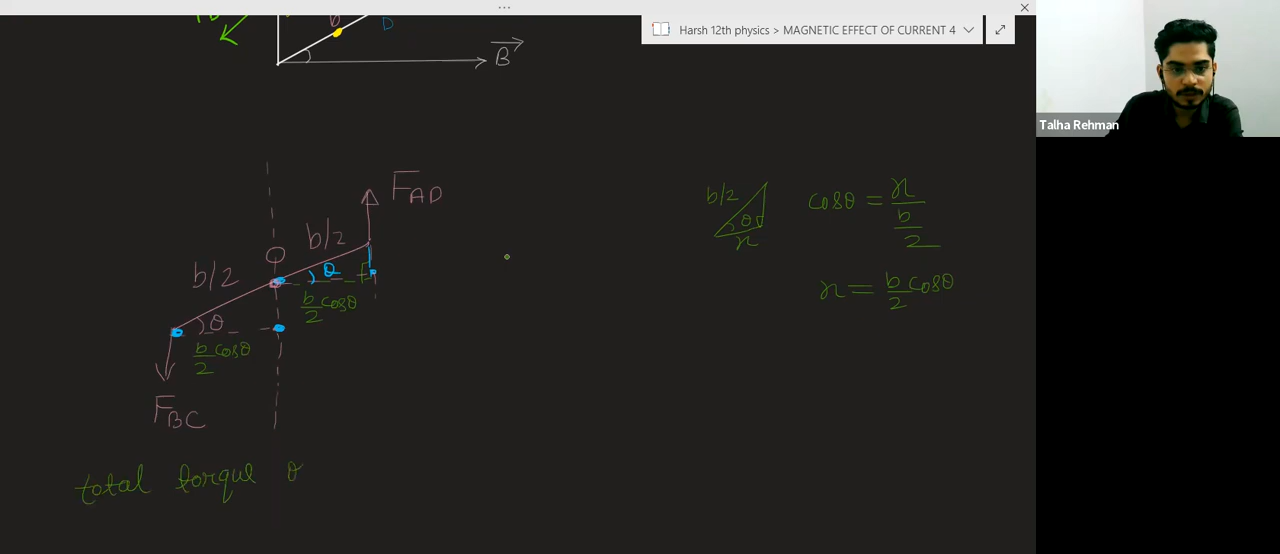 Harsh 12th physics > MAGNETIC EFFECT OF CURRENT 4
Talha Rehman
B
F_AD
b/2
cosθ = x / (b/2)
b/2
θ
x
O
b/2
θ
b/2 cosθ
x = b/2 cosθ
θ
b/2 cosθ
F_BC
total torque